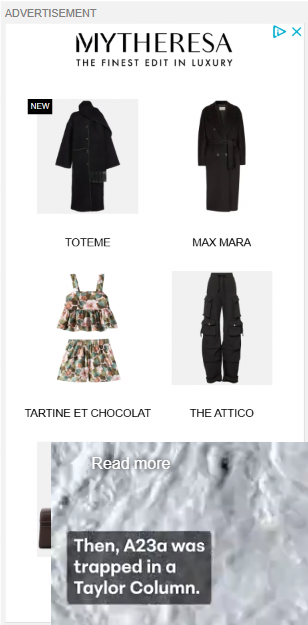 ADVERTISEMENT
MYTHERESA
THE FINEST EDIT IN LUXURY
NEW
TOTEME
MAX MARA
TARTINE ET CHOCOLAT
THE ATTICO
Read more
Then, A23a was
trapped in a
Taylor Column.